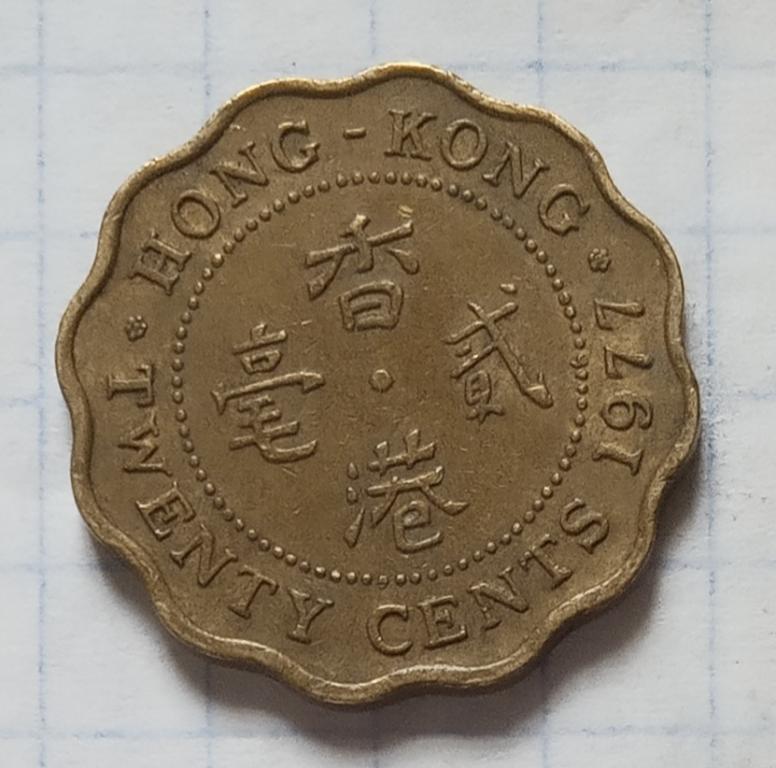 HONG - KONG
1977
TWENTY CENTS
香港
貳毫